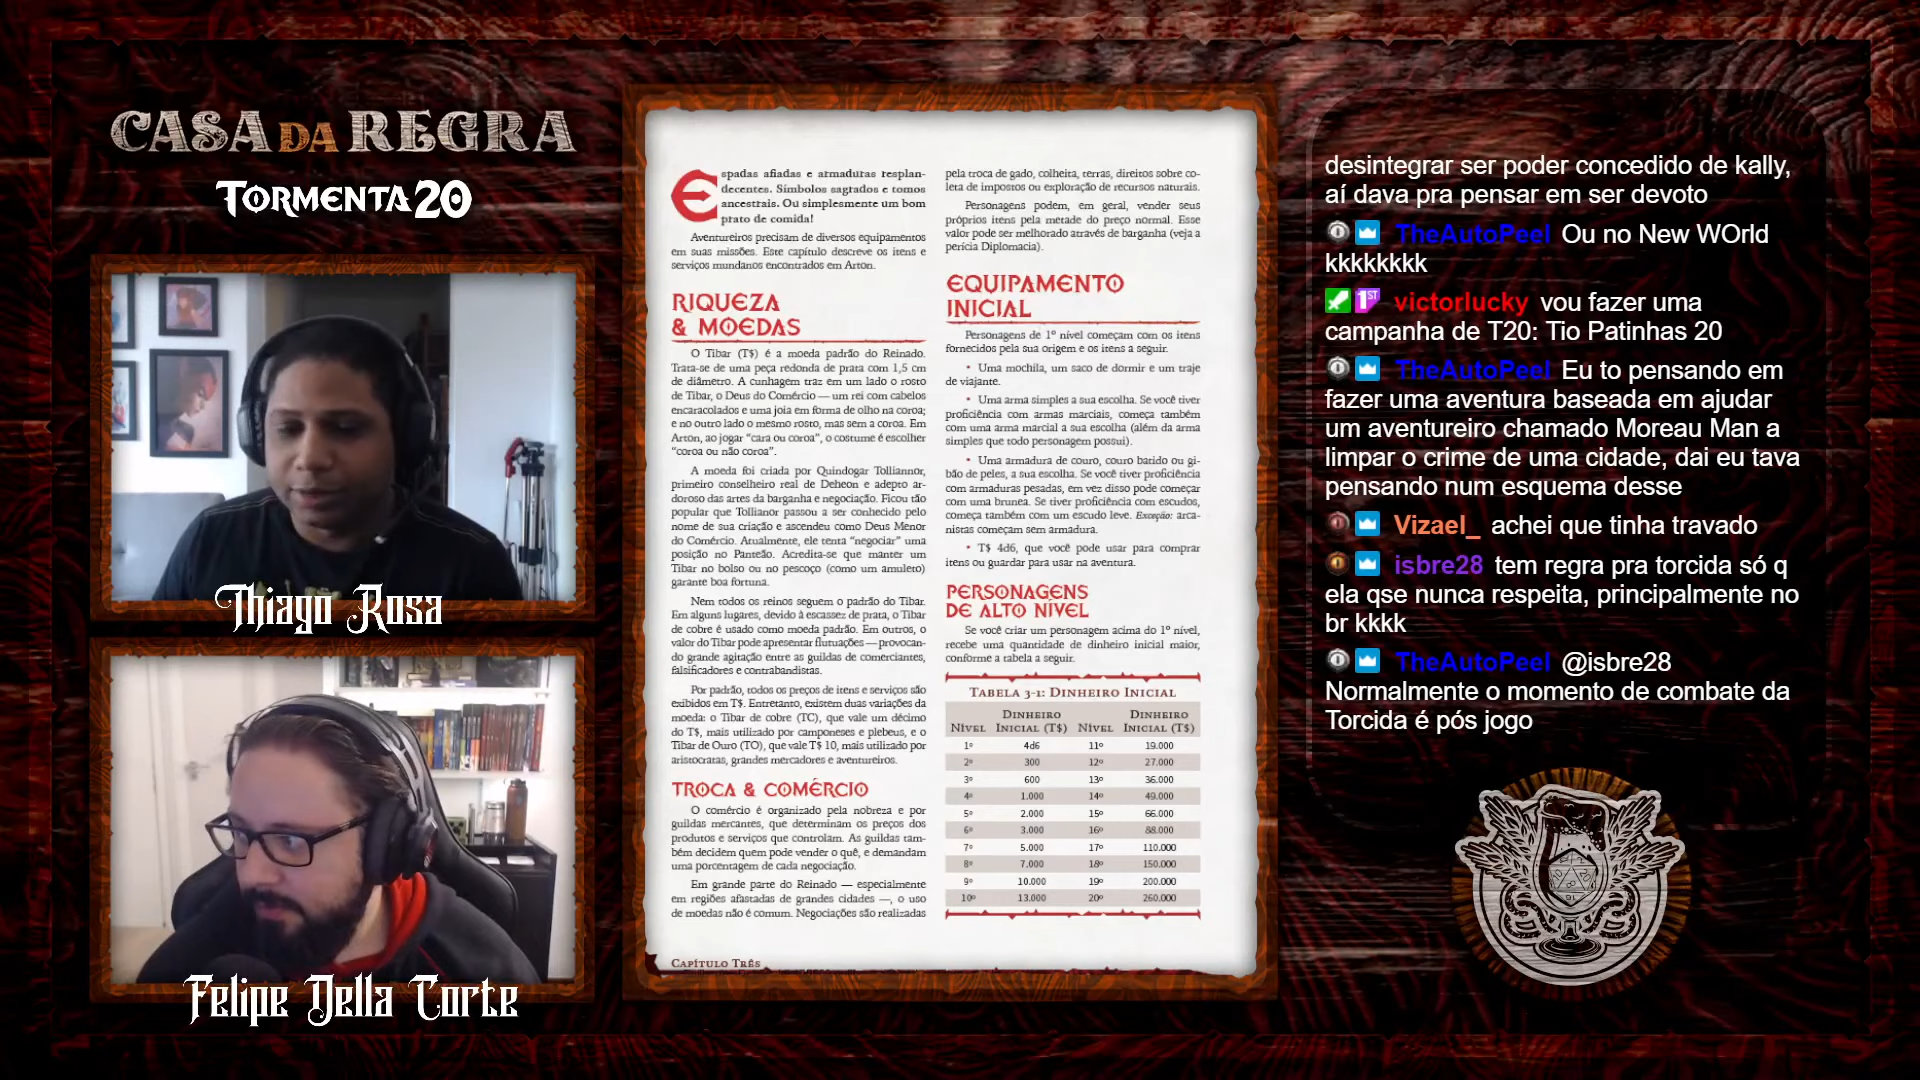 CASA DA REGRA
TORMENTA20
Thiago Rosa
Felipe Della Corte
Espadas afiadas e armaduras resplan-
decentes. Símbolos sagrados e tomos
ancestrais. Ou simplesmente um bom
prato de comida!
Aventureiros precisam de diversos equipamentos
em suas missões. Este capítulo descreve os itens e
serviços mundanos encontrados em Arton.
RIQUEZA
& MOEDAS
O Tibar (T$) é a moeda padrão do Reinado.
Trata-se de uma peça redonda de prata com 1,5 cm
de diâmetro. A cunhagem traz em um lado o rosto
de Tibar, o Deus do Comércio — um rei com cabelos
encaracolados e uma joia em forma de olho na coroa;
e no outro lado o mesmo rosto, mas sem a coroa. Em
Arton, ao jogar “cara ou coroa”, o costume é escolher
“coroa ou não coroa”.
A moeda foi criada por Quindogar Tolliannor,
primeiro conselheiro real de Deheon e adepto ar-
doroso das artes da barganha e negociação. Ficou tão
popular que Tollianor passou a ser conhecido pelo
nome de sua criação e ascendeu como Deus Menor
do Comércio. Atualmente, ele tenta “negociar” uma
posição no Panteão. Acredita-se que manter um
Tibar no bolso ou no pescoço (como um amuleto)
garante boa fortuna.
Nem todos os reinos seguem o padrão do Tibar.
Em alguns lugares, devido à escassez de prata, o Tibar
de cobre é usado como moeda padrão. Em outros, o
valor do Tibar pode apresentar flutuações — provocan-
do grande agitação entre as guildas de comerciantes,
falsificadores e contrabandistas.
Por padrão, todos os preços de itens e serviços são
exibidos em T$. Entretanto, existem duas variações da
moeda: o Tibar de cobre (TC), que vale um décimo
do T$, mais utilizado por camponeses e plebeus, e o
Tibar de Ouro (TO), que vale T$ 10, mais utilizado por
aristocratas, grandes mercadores e aventureiros.
TROCA & COMÉRCIO
O comércio é organizado pela nobreza e por
guildas mercantes, que determinam os preços dos
produtos e serviços que controlam. As guildas tam-
bém decidem quem pode vender o quê, e demandam
uma porcentagem de cada negociação.
Em grande parte do Reinado — especialmente
em regiões afastadas de grandes cidades —, o uso
de moedas não é comum. Negociações são realizadas
pela troca de gado, colheita, terras, direitos sobre co-
leta de impostos ou exploração de recursos naturais.
Personagens podem, em geral, vender seus
próprios itens pela metade do preço normal. Esse
valor pode ser melhorado através de barganha (veja a
perícia Diplomacia).
EQUIPAMENTO
INICIAL
Personagens de 1º nível começam com os itens
fornecidos pela sua origem e os itens a seguir.
• Uma mochila, um saco de dormir e um traje
de viajante.
• Uma arma simples a sua escolha. Se você tiver
proficiência com armas marciais, começa também
com uma arma marcial a sua escolha (além da arma
simples que todo personagem possui).
• Uma armadura de couro, couro batido ou gi-
bão de peles, a sua escolha. Se você tiver proficiência
com armaduras pesadas, em vez disso pode começar
com uma brunea. Se tiver proficiência com escudos,
começa também com um escudo leve. Exceção: arca-
nistas começam sem armadura.
• T$ 4d6, que você pode usar para comprar
itens ou guardar para usar na aventura.
PERSONAGENS
DE ALTO NÍVEL
Se você criar um personagem acima do 1º nível,
recebe uma quantidade de dinheiro inicial maior,
conforme a tabela a seguir.
TABELA 3-1: DINHEIRO INICIAL
NÍVEL DINHEIRO INICIAL (T$) NÍVEL DINHEIRO INICIAL (T$)
1º 4d6 11º 19.000
2º 300 12º 27.000
3º 600 13º 36.000
4º 1.000 14º 49.000
5º 2.000 15º 66.000
6º 3.000 16º 88.000
7º 5.000 17º 110.000
8º 7.000 18º 150.000
9º 10.000 19º 200.000
10º 13.000 20º 260.000
CAPÍTULO TRÊS
desintegrar ser poder concedido de kally,
aí dava pra pensar em ser devoto
TheAutoPeel Ou no New WOrld
kkkkkkkk
1ST victorlucky vou fazer uma
campanha de T20: Tio Patinhas 20
TheAutoPeel Eu to pensando em
fazer uma aventura baseada em ajudar
um aventureiro chamado Moreau Man a
limpar o crime de uma cidade, dai eu tava
pensando num esquema desse
Vizael_ achei que tinha travado
isbre28 tem regra pra torcida só q
ela qse nunca respeita, principalmente no
br kkkk
TheAutoPeel @isbre28
Normalmente o momento de combate da
Torcida é pós jogo